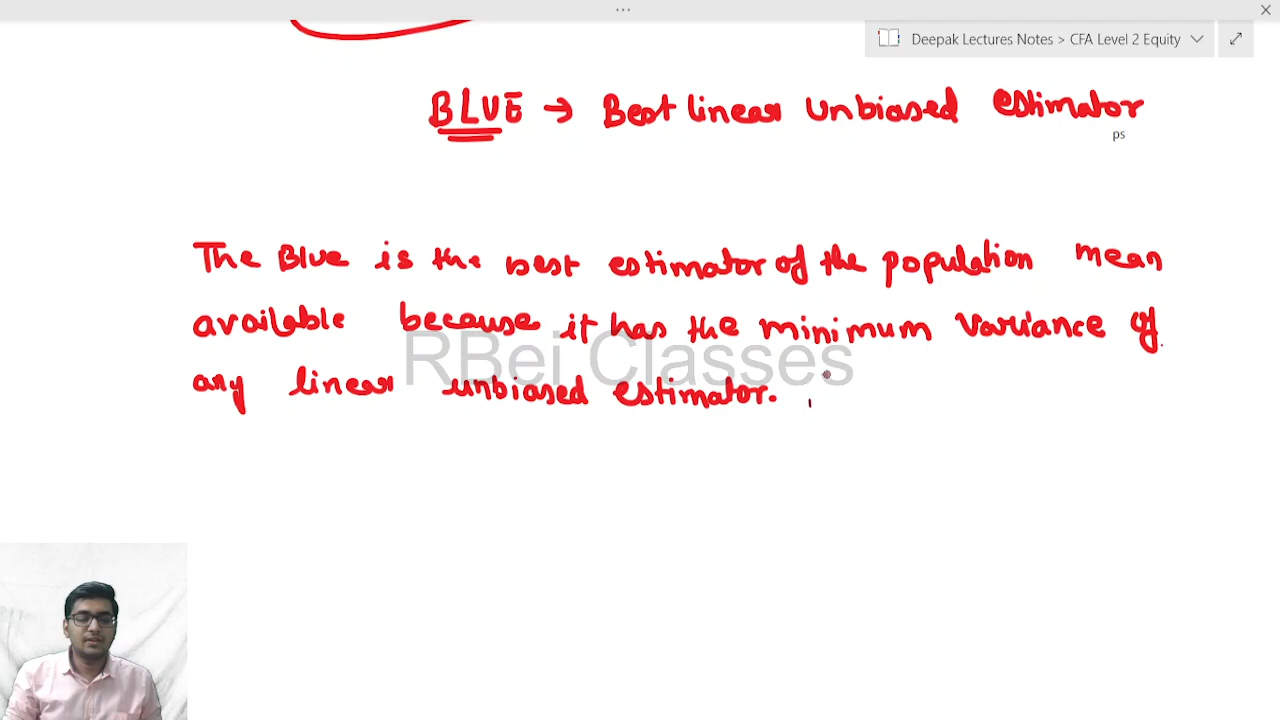 Deepak Lectures Notes > CFA Level 2 Equity
BLUE → Best linear Unbiased estimator
ps
The Blue is the best estimator of the population mean
available because it has the minimum variance of
RBei Classes
any linear unbiased estimator.